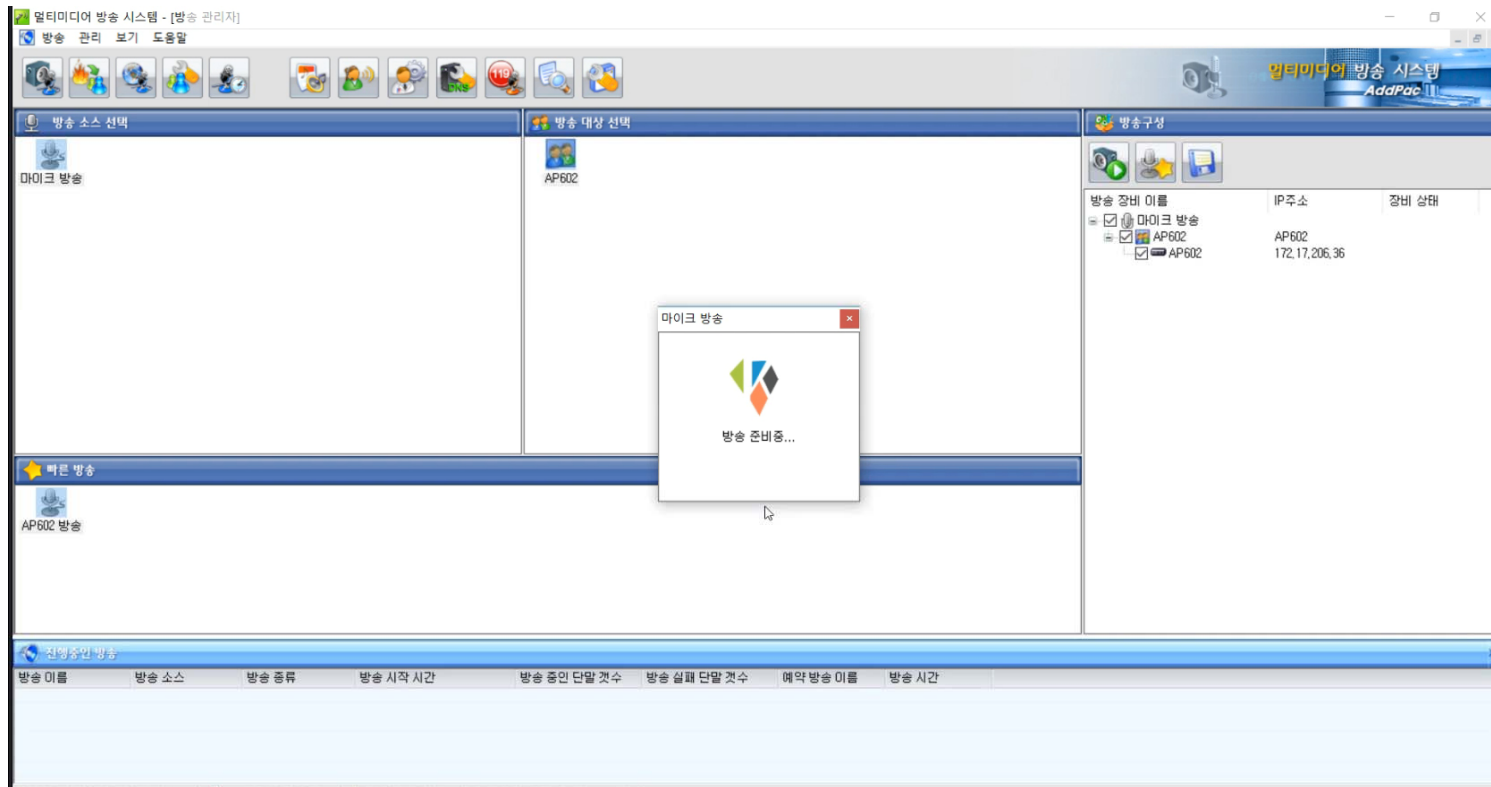 멀티미디어 방송 시스템 - [방송 관리자]
방송 관리 보기 도움말
119
DNS
멀티미디어 방송 시스템
AddPac
방송 소스 선택
방송 대상 선택
방송구성
마이크 방송
AP602
방송 장비 이름 IP주소 장비 상태
마이크 방송
AP602 AP602
AP602 172,17,206,36
마이크 방송
방송 준비중...
빠른 방송
AP602 방송
진행중인 방송
방송 이름 방송 소스 방송 종류 방송 시작 시간 방송 중인 단말 갯수 방송 실패 단말 갯수 예약 방송 이름 방송 시간